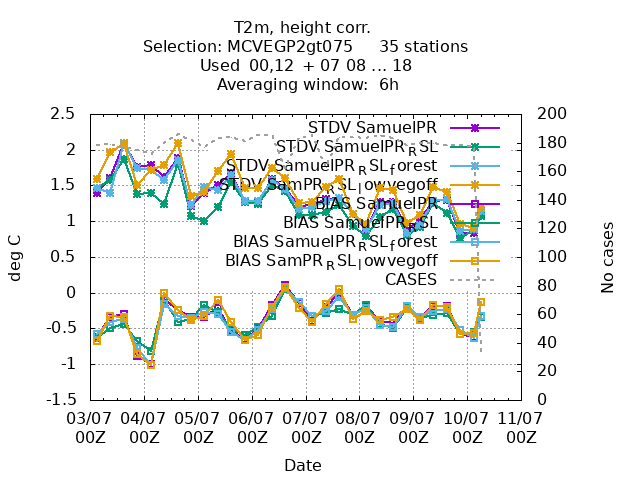 T2m, height corr.
Selection: MCVEGP2gt075 35 stations
Used 00,12 + 07 08 ... 18
Averaging window: 6h
STDV SamuelPR
STDV SamuelPR_RSL
STDV SamuelPR_RSL_forest
STDV SamPR_RSL_lowvegoff
BIAS SamuelPR
BIAS SamuelPR_RSL
BIAS SamuelPR_RSL_forest
BIAS SamPR_RSL_lowvegoff
CASES
deg C
2.5
2
1.5
1
0.5
0
-0.5
-1
-1.5
No cases
200
180
160
140
120
100
80
60
40
20
0
03/07 04/07 05/07 06/07 07/07 08/07 09/07 10/07 11/07
00Z 00Z 00Z 00Z 00Z 00Z 00Z 00Z 00Z
Date